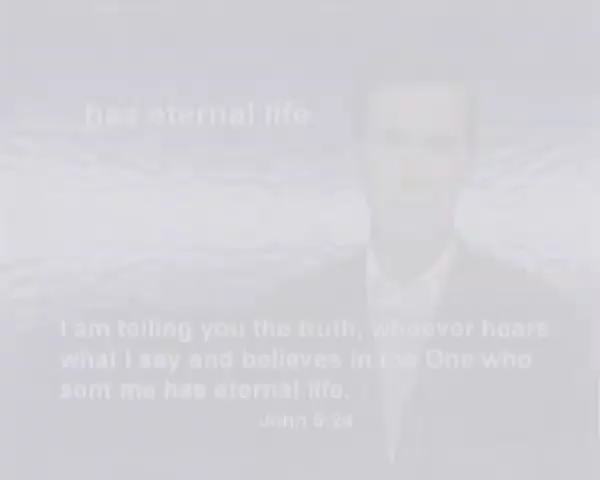 has eternal life
I am telling you the truth, whoever hears
what I say and believes in the One who
sent me has eternal life.
John 5:24